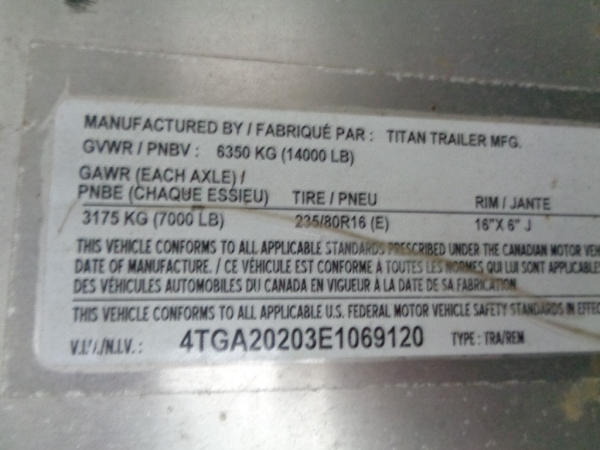 MANUFACTURED BY / FABRIQUÉ PAR : TITAN TRAILER MFG.
GVWR / PNBV : 6350 KG (14000 LB)
GAWR (EACH AXLE) /
PNBE (CHAQUE ESSIEU) TIRE / PNEU RIM / JANTE
3175 KG (7000 LB) 235/80R16 (E) 16"X 6" J
THIS VEHICLE CONFORMS TO ALL APPLICABLE STANDARDS PRESCRIBED UNDER THE CANADIAN MOTOR VEH
DATE OF MANUFACTURE. / CE VÉHICULE EST CONFORME À TOUTES LES NORMES QUI LUI SONT APPLICABLES
DES VÉHICULES AUTOMOBILES DU CANADA EN VIGUEUR À LA DATE DE SA FABRICATION.
THIS VEHICLE CONFORMS TO ALL APPLICABLE U.S. FEDERAL MOTOR VEHICLE SAFETY STANDARDS IN EFFEC
V.I.N./N.I.V. : 4TGA20203E1069120 TYPE : TRA/REM